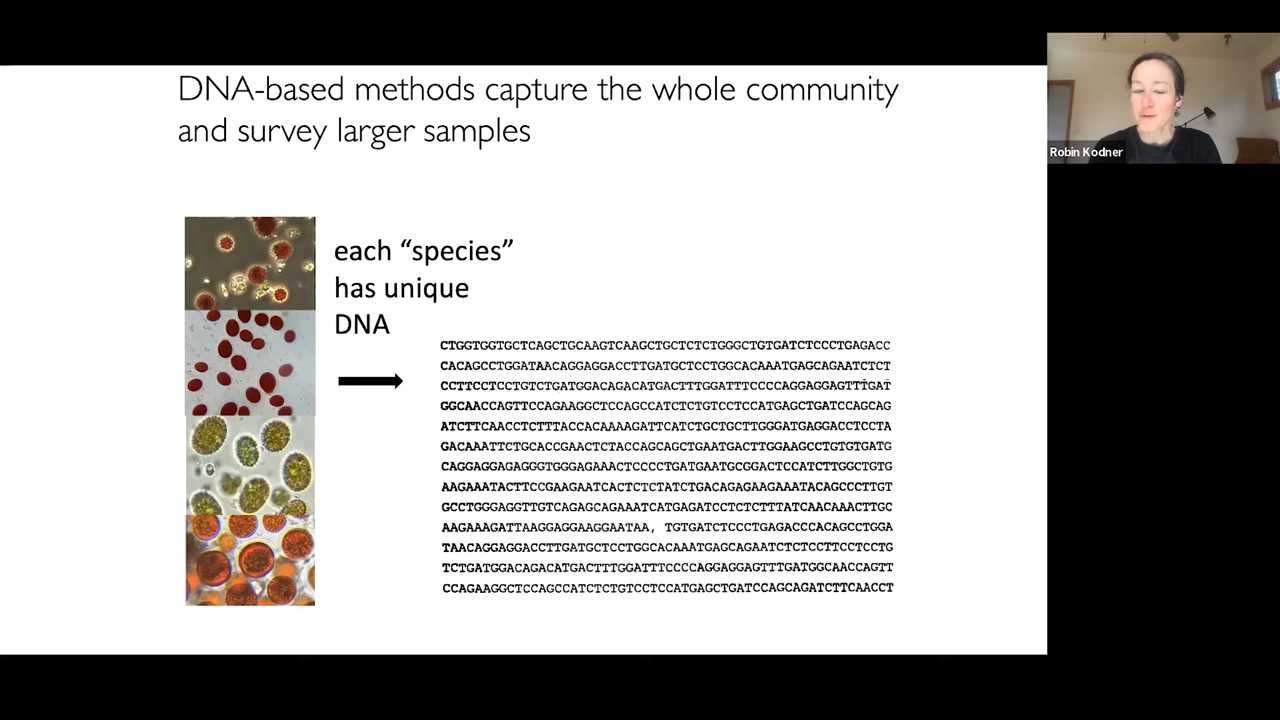 DNA-based methods capture the whole community
and survey larger samples
Robin Kodner
each “species”
has unique
DNA
CTGGTGGTGCTCAGCTGCAAGTCAAGCTGCTCTCTGGGCTGTGATCTCCCTGAGACC
CACAGCCTGGATAACAGGAGGACCTTGATGCTCCTGGCACAAATGAGCAGAATCTCT
CCTTCCTCCTGTCTGATGGACAGACATGACTTTGGATTTCCCCAGGAGGAGTTTGAT
GGCAACCAGTTCCAGAAGGCTCCAGCCATCTCTGTCCTCCATGAGCTGATCCAGCAG
ATCTTCAACCTCTTTACCACAAAAGATTCATCTGCTGCTTGGGATGAGGACCTCCTA
GACAAATTCTGCACCGAACTCTACCAGCAGCTGAATGACTTGGAAGCCTGTGTGATG
CAGGAGGAGAGGGTGGGAGAAACTCCCCTGATGAATGCGGACTCCATCTTGGCTGTG
AAGAAATACTTCCGAAGAATCACTCTCTATCTGACAGAGAAGAAATACAGCCCTTGT
GCCTGGGAGGTTGTCAGAGCAGAAATCATGAGATCCTCTCTTTATCAACAAACTTGC
AAGAAAGATTAAGGAGGAAGGAATAA, TGTGATCTCCCTGAGACCCACAGCCTGGA
TAACAGGAGGACCTTGATGCTCCTGGCACAAATGAGCAGAATCTCTCCTTCCTCCTG
TCTGATGGACAGACATGACTTTGGATTTCCCCAGGAGGAGTTTGATGGCAACCAGTT
CCAGAAGGCTCCAGCCATCTCTGTCCTCCATGAGCTGATCCAGCAGATCTTCAACCT